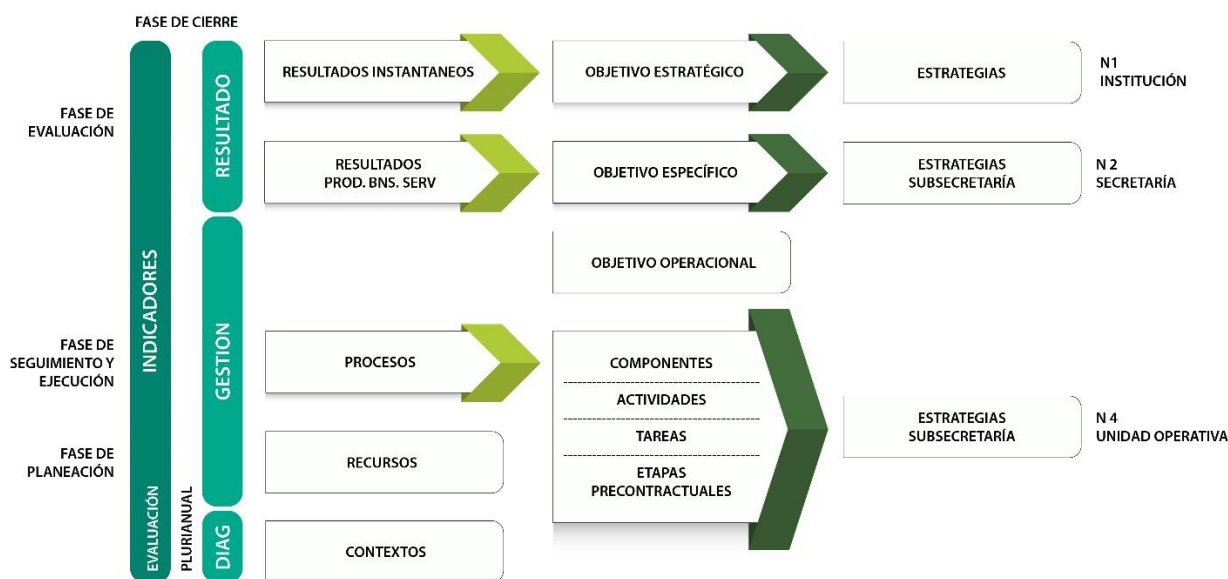 FASE DE CIERRE
RESULTADOS INSTANTANEOS
OBJETIVO ESTRATÉGICO
ESTRATEGIAS
N1
INSTITUCIÓN
FASE DE
EVALUACIÓN
RESULTADO
RESULTADOS
PROD. BNS. SERV
OBJETIVO ESPECÍFICO
ESTRATEGIAS
SUBSECRETARÍA
N 2
SECRETARÍA
OBJETIVO OPERACIONAL
INDICADORES
GESTION
FASE DE
SEGUIMIENTO Y
EJECUCIÓN
PROCESOS
COMPONENTES
ACTIVIDADES
TAREAS
ETAPAS
PRECONTRACTUALES
ESTRATEGIAS
SUBSECRETARÍA
N 4
UNIDAD OPERATIVA
FASE DE
PLANEACIÓN
RECURSOS
EVALUACIÓN
PLURIANUAL
DIAG
CONTEXTOS